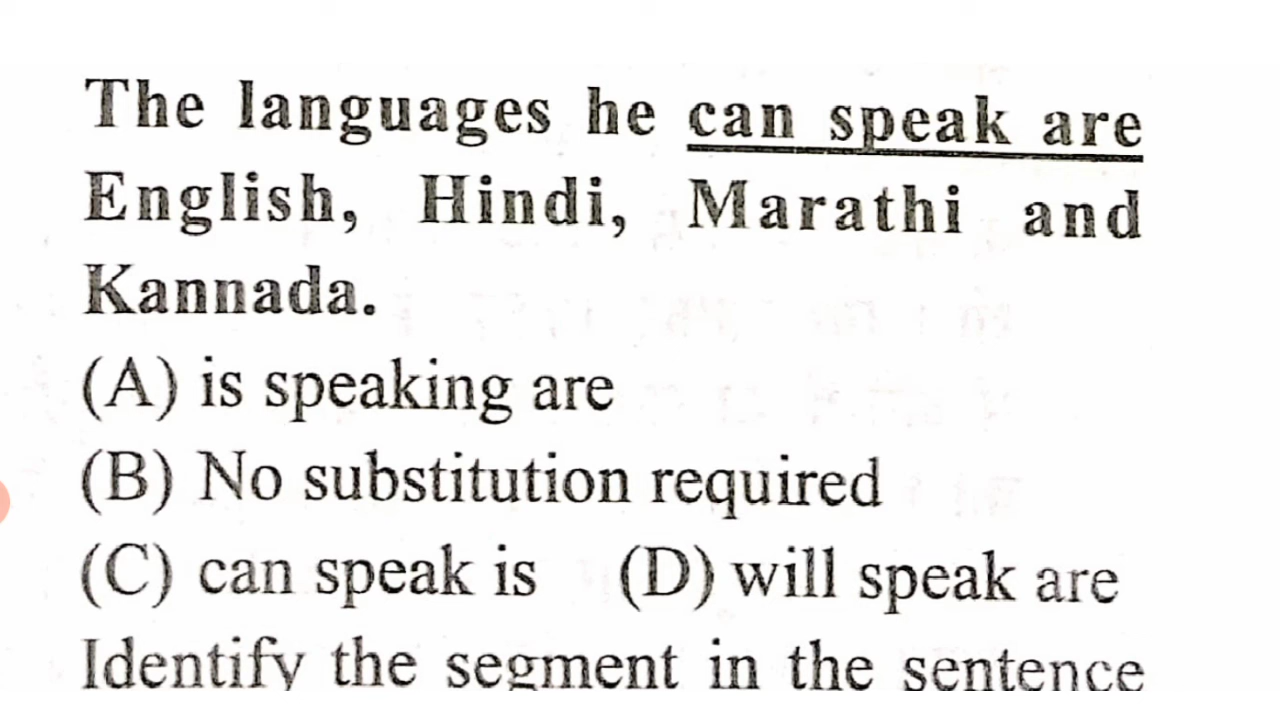 The languages he can speak are
English, Hindi, Marathi and
Kannada.
(A) is speaking are
(B) No substitution required
(C) can speak is (D) will speak are
Identify the segment in the sentence